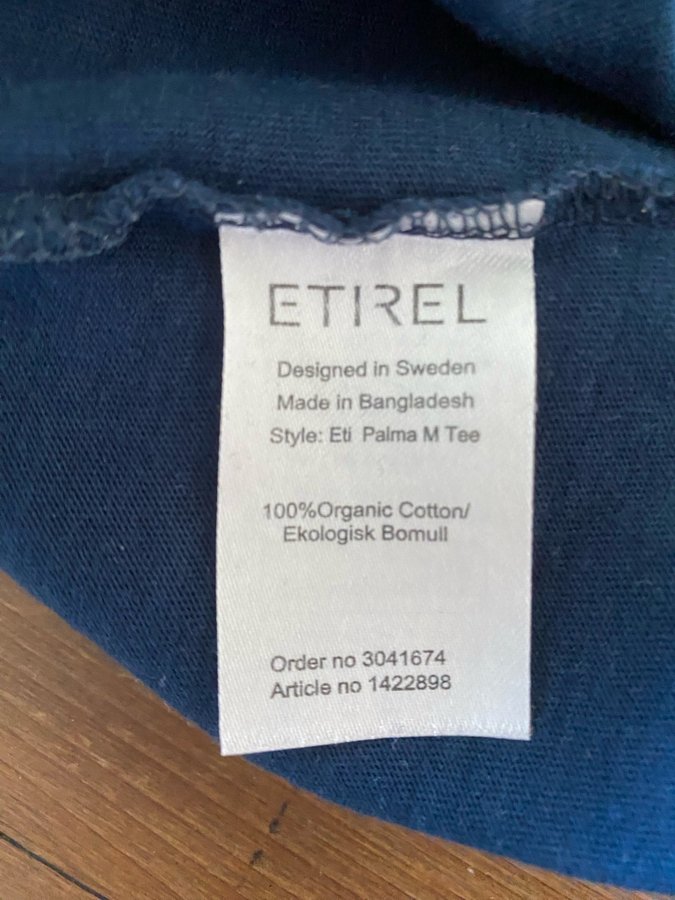 ETIREL
Designed in Sweden
Made in Bangladesh
Style: Eti Palma M Tee
100%Organic Cotton/
Ekologisk Bomull
Order no 3041674
Article no 1422898